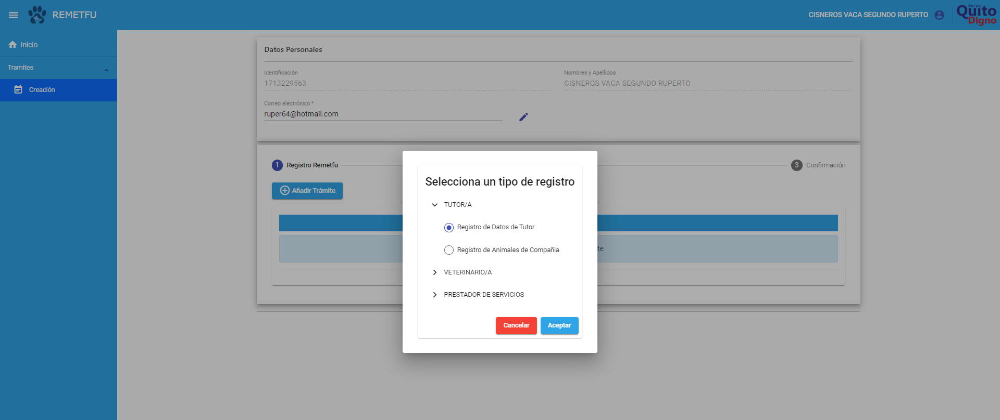 REMETFU
CISNEROS VACA SEGUNDO RUPERTO
Por un
Quito
Digno
Inicio
Tramites
Creación
Datos Personales
Identificación
Nombres y Apellidos
1713229563
CISNEROS VACA SEGUNDO RUPERTO
Correo electrónico *
ruper64@hotmail.com
1 Registro Remetfu
3 Confirmación
Añadir Trámite
te
Selecciona un tipo de registro
TUTOR/A
Registro de Datos de Tutor
Registro de Animales de Compañia
VETERINARIO/A
PRESTADOR DE SERVICIOS
Cancelar
Aceptar